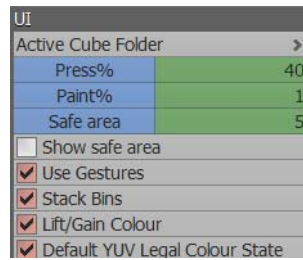 UI
Active Cube Folder >
Press% 40
Paint% 1
Safe area 5
Show safe area
Use Gestures
Stack Bins
Lift/Gain Colour
Default YUV Legal Colour State